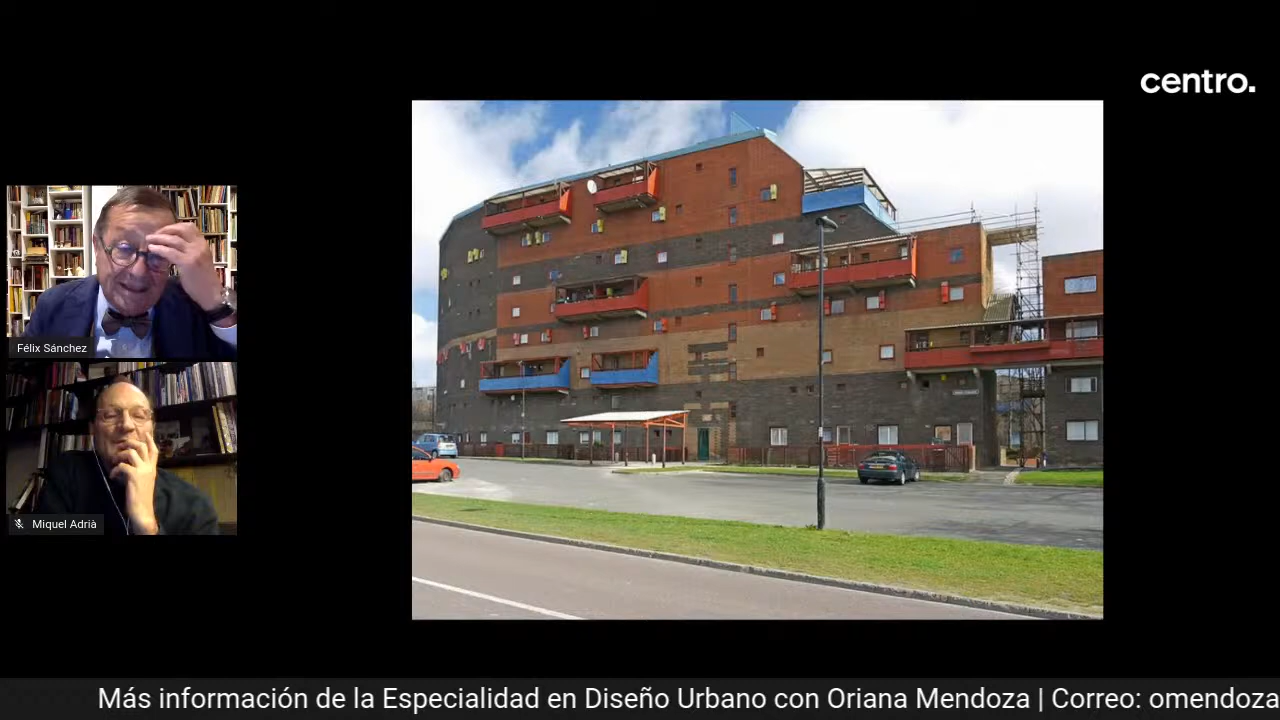 centro.
Félix Sánchez
Miquel Adrià
Más información de la Especialidad en Diseño Urbano con Oriana Mendoza | Correo: omendoza